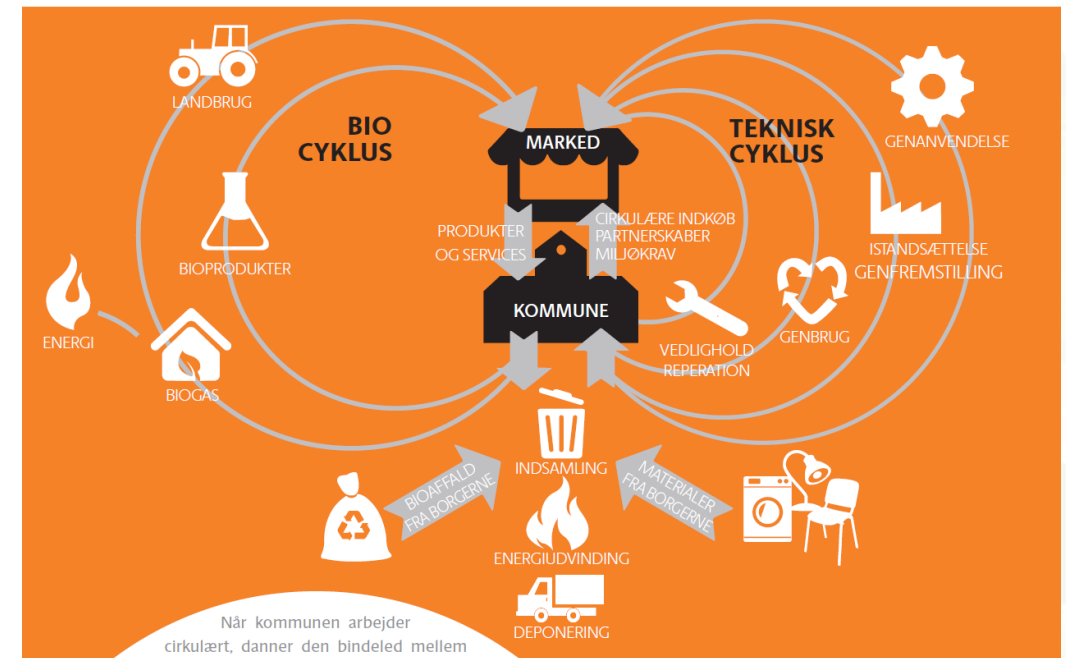 LANDBRUG
BIO
CYKLUS
BIOPRODUKTER
ENERGI
BIOGAS
MARKED
PRODUKTER
OG SERVICES
CIRKULÆRE INDKØB
PARTNERSKABER
MILJØKRAV
KOMMUNE
TEKNISK
CYKLUS
GENANVENDELSE
ISTANDSÆTTELSE
GENFREMSTILLING
GENBRUG
VEDLIGHOLD
REPERATION
INDSAMLING
BIOAFFALD
FRA BORGERNE
MATERIALER
FRA BORGERNE
ENERGIUDVINDING
DEPONERING
Når kommunen arbejder
cirkulært, danner den bindeled mellem